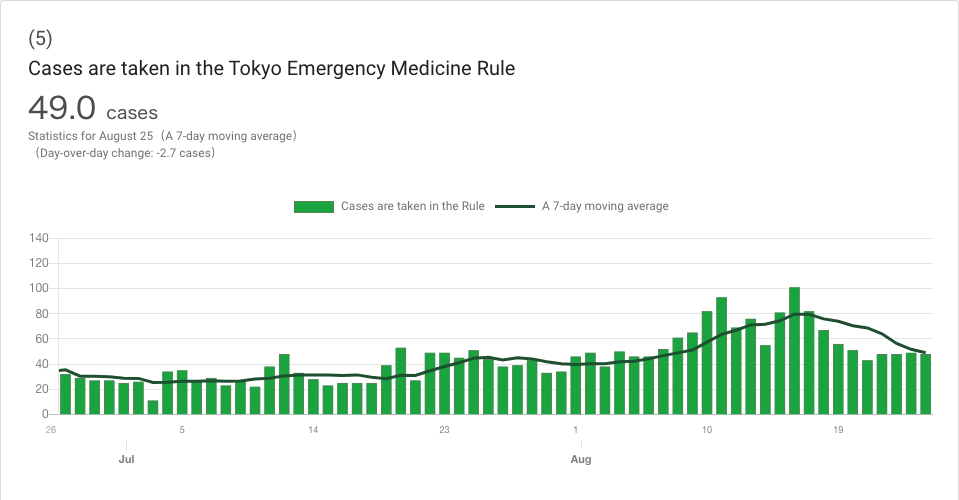 (5)
Cases are taken in the Tokyo Emergency Medicine Rule
49.0 cases
Statistics for August 25 (A 7-day moving average)
(Day-over-day change: -2.7 cases)
Cases are taken in the Rule A 7-day moving average
140
120
100
80
60
40
20
0
26 5 14 23 1 10 19
Jul Aug